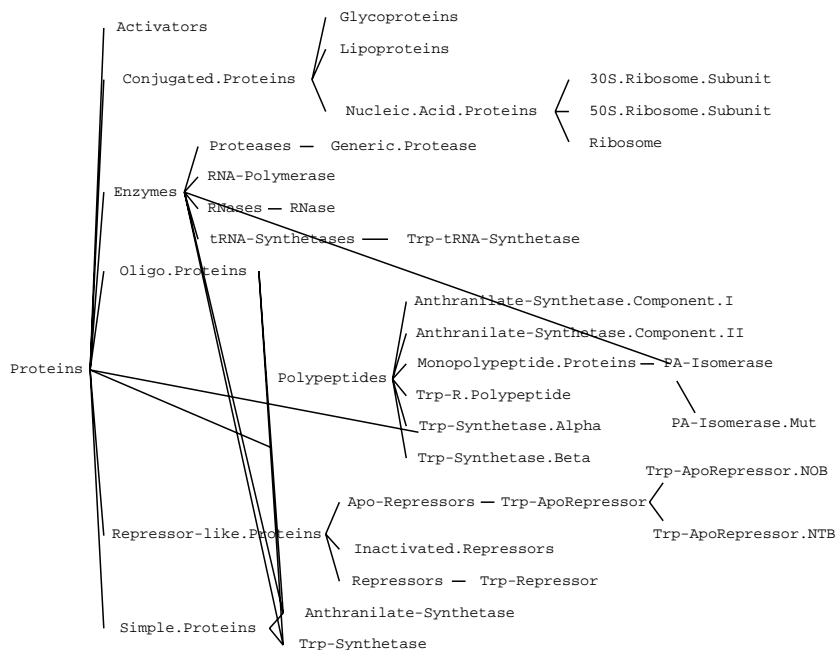 Glycoproteins
Activators
Lipoproteins
Conjugated.Proteins
30S.Ribosome.Subunit
Nucleic.Acid.Proteins
50S.Ribosome.Subunit
Ribosome
Proteases
Generic.Protease
RNA-Polymerase
Enzymes
RNases
RNase
tRNA-Synthetases
Trp-tRNA-Synthetase
Oligo.Proteins
Anthranilate-Synthetase.Component.I
Anthranilate-Synthetase.Component.II
Monopolypeptide.Proteins
PA-Isomerase
Proteins
Polypeptides
Trp-R.Polypeptide
PA-Isomerase.Mut
Trp-Synthetase.Alpha
Trp-Synthetase.Beta
Trp-ApoRepressor.NOB
Apo-Repressors
Trp-ApoRepressor
Repressor-like.Proteins
Trp-ApoRepressor.NTB
Inactivated.Repressors
Repressors
Trp-Repressor
Anthranilate-Synthetase
Simple.Proteins
Trp-Synthetase